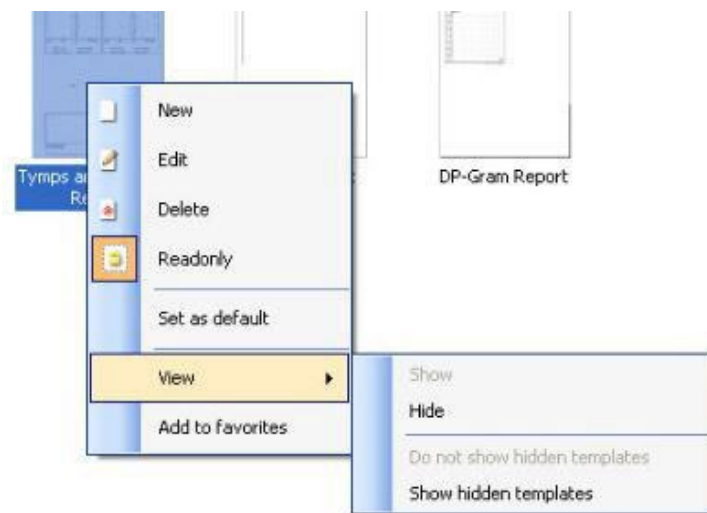 New
Edit
Tymps a
DP-Gram Report
Re
Delete
Readonly
Set as default
View
Show
Hide
Add to favorites
Do not show hidden templates
Show hidden templates